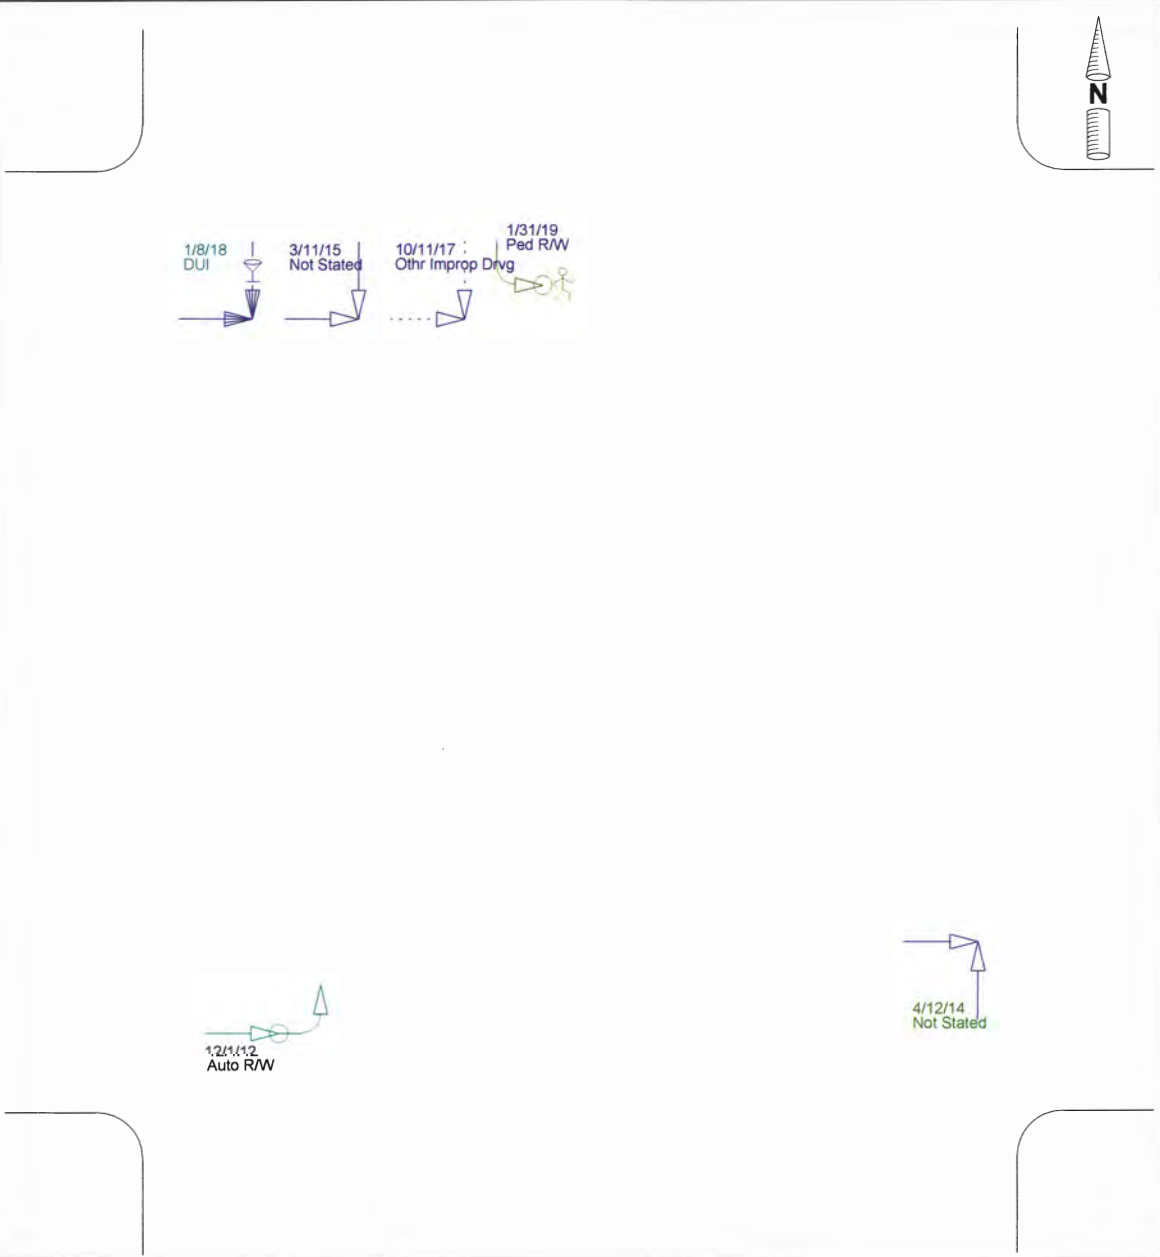 N
1/31/19
Ped R/W
1/8/18
DUI
3/11/15
Not Stated
10/11/17
Othr Improp Drvg
4/12/14
Not Stated
12/1/12
Auto R/W